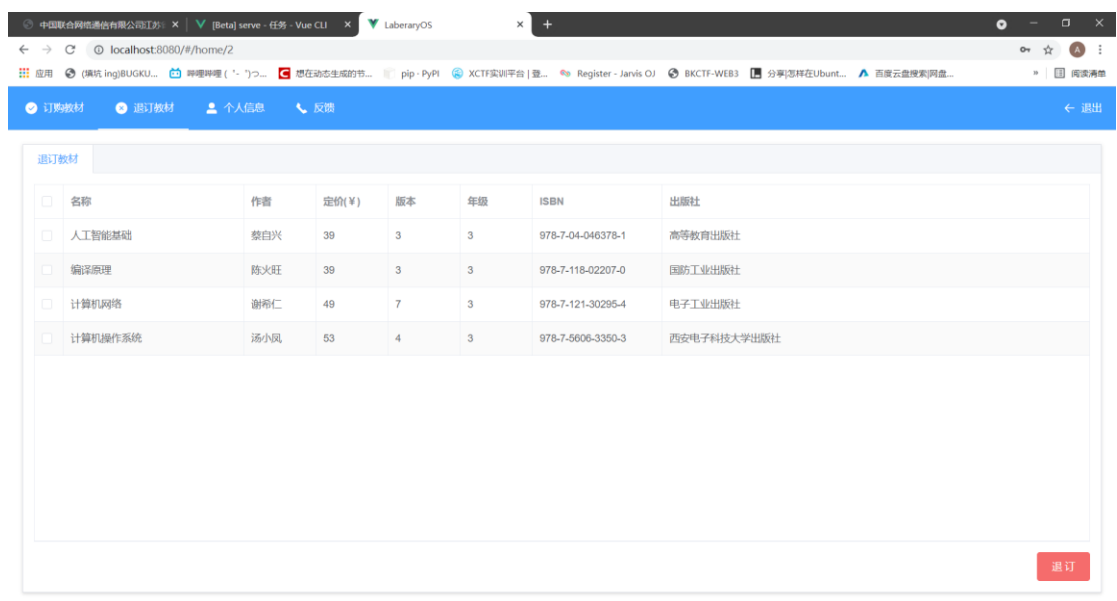 中国联合网络通信有限公司江苏 [Beta] serve - 任务 - Vue CLI LaberaryOS
localhost:8080/#/home/2
应用 (填坑 ing)BUGKU... 哔哩哔哩 ( ゜- ゜)つ... 想在动态生成的书... pip - PyPI XCTF实训平台 | 登... Register - Jarvis OJ BKCTF-WEB3 分享|怎样在Ubunt... 百度云盘搜索|网盘... » 阅读清单
订购教材 退订教材 个人信息 反馈 退出
退订教材
名称 作者 定价(¥) 版本 年级 ISBN 出版社
人工智能基础 蔡自兴 39 3 3 978-7-04-046378-1 高等教育出版社
编译原理 陈火旺 39 3 3 978-7-118-02207-0 国防工业出版社
计算机网络 谢希仁 49 7 3 978-7-121-30295-4 电子工业出版社
计算机操作系统 汤小凤 53 4 3 978-7-5606-3350-3 西安电子科技大学出版社
退订